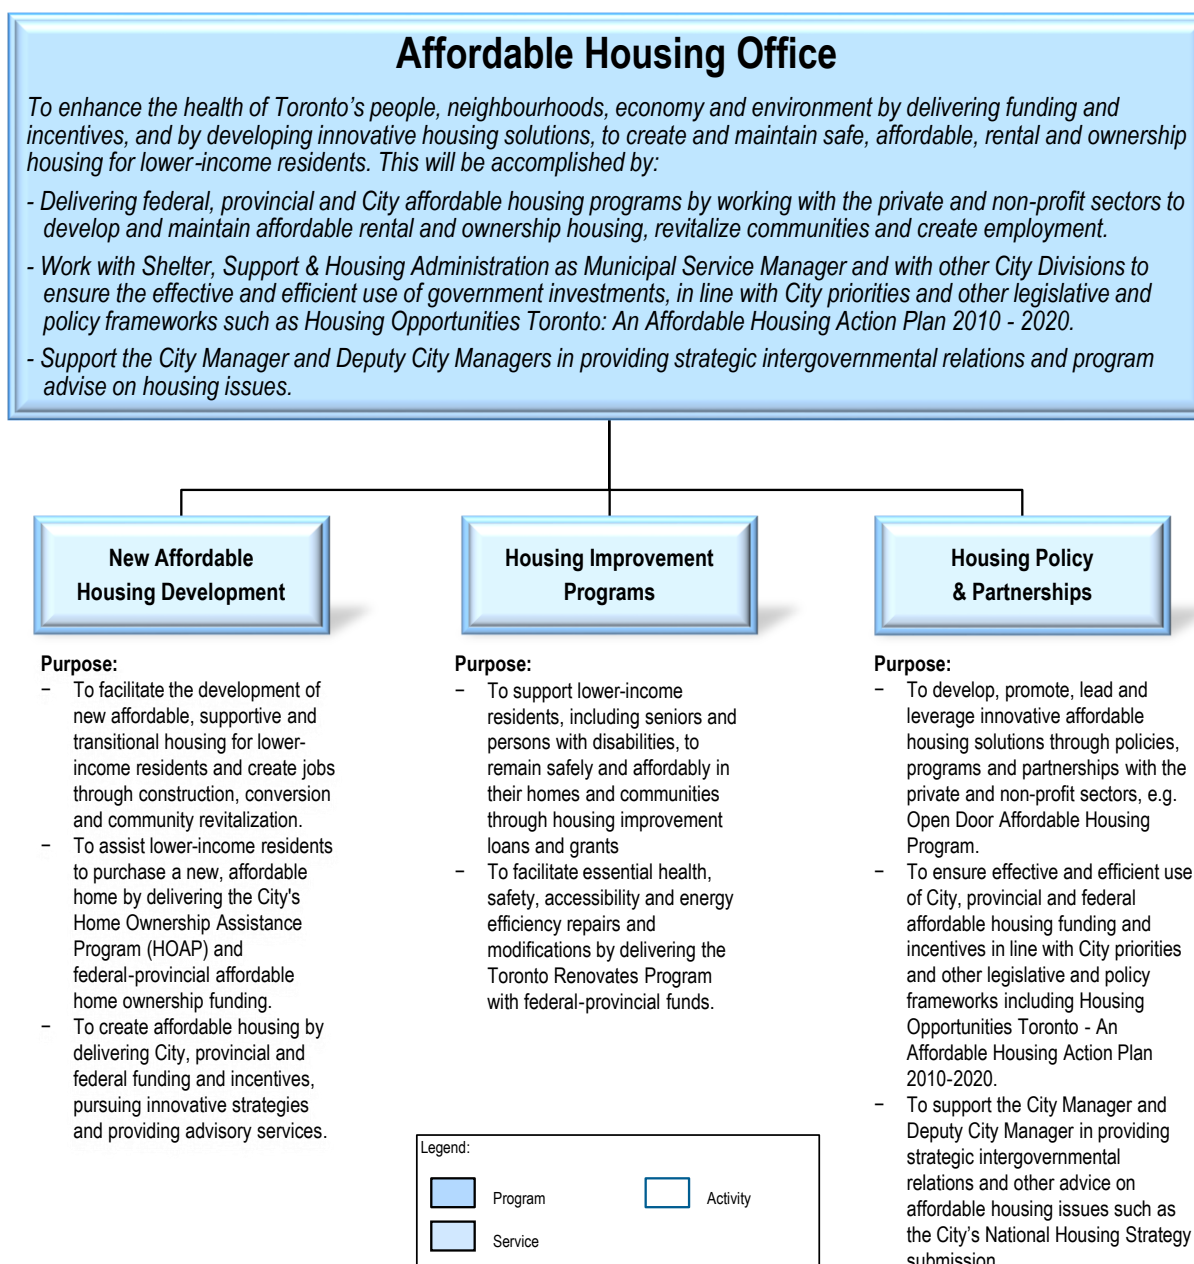 Affordable Housing Office
To enhance the health of Toronto's people, neighbourhoods, economy and environment by delivering funding and
incentives, and by developing innovative housing solutions, to create and maintain safe, affordable, rental and ownership
housing for lower-income residents. This will be accomplished by:
- Delivering federal, provincial and City affordable housing programs by working with the private and non-profit sectors to
develop and maintain affordable rental and ownership housing, revitalize communities and create employment.
- Work with Shelter, Support & Housing Administration as Municipal Service Manager and with other City Divisions to
ensure the effective and efficient use of government investments, in line with City priorities and other legislative and
policy frameworks such as Housing Opportunities Toronto: An Affordable Housing Action Plan 2010 - 2020.
- Support the City Manager and Deputy City Managers in providing strategic intergovernmental relations and program
advise on housing issues.
New Affordable
Housing Development
Purpose:
− To facilitate the development of
new affordable, supportive and
transitional housing for lower-
income residents and create jobs
through construction, conversion
and community revitalization.
− To assist lower-income residents
to purchase a new, affordable
home by delivering the City's
Home Ownership Assistance
Program (HOAP) and
federal-provincial affordable
home ownership funding.
− To create affordable housing by
delivering City, provincial and
federal funding and incentives,
pursuing innovative strategies
and providing advisory services.
Housing Improvement
Programs
Purpose:
− To support lower-income
residents, including seniors and
persons with disabilities, to
remain safely and affordably in
their homes and communities
through housing improvement
loans and grants
− To facilitate essential health,
safety, accessibility and energy
efficiency repairs and
modifications by delivering the
Toronto Renovates Program
with federal-provincial funds.
Housing Policy
& Partnerships
Purpose:
− To develop, promote, lead and
leverage innovative affordable
housing solutions through policies,
programs and partnerships with the
private and non-profit sectors, e.g.
Open Door Affordable Housing
Program.
− To ensure effective and efficient use
of City, provincial and federal
affordable housing funding and
incentives in line with City priorities
and other legislative and policy
frameworks including Housing
Opportunities Toronto - An
Affordable Housing Action Plan
2010-2020.
− To support the City Manager and
Deputy City Manager in providing
strategic intergovernmental
relations and other advice on
affordable housing issues such as
the City's National Housing Strategy
submission
Legend:
Program
Activity
Service